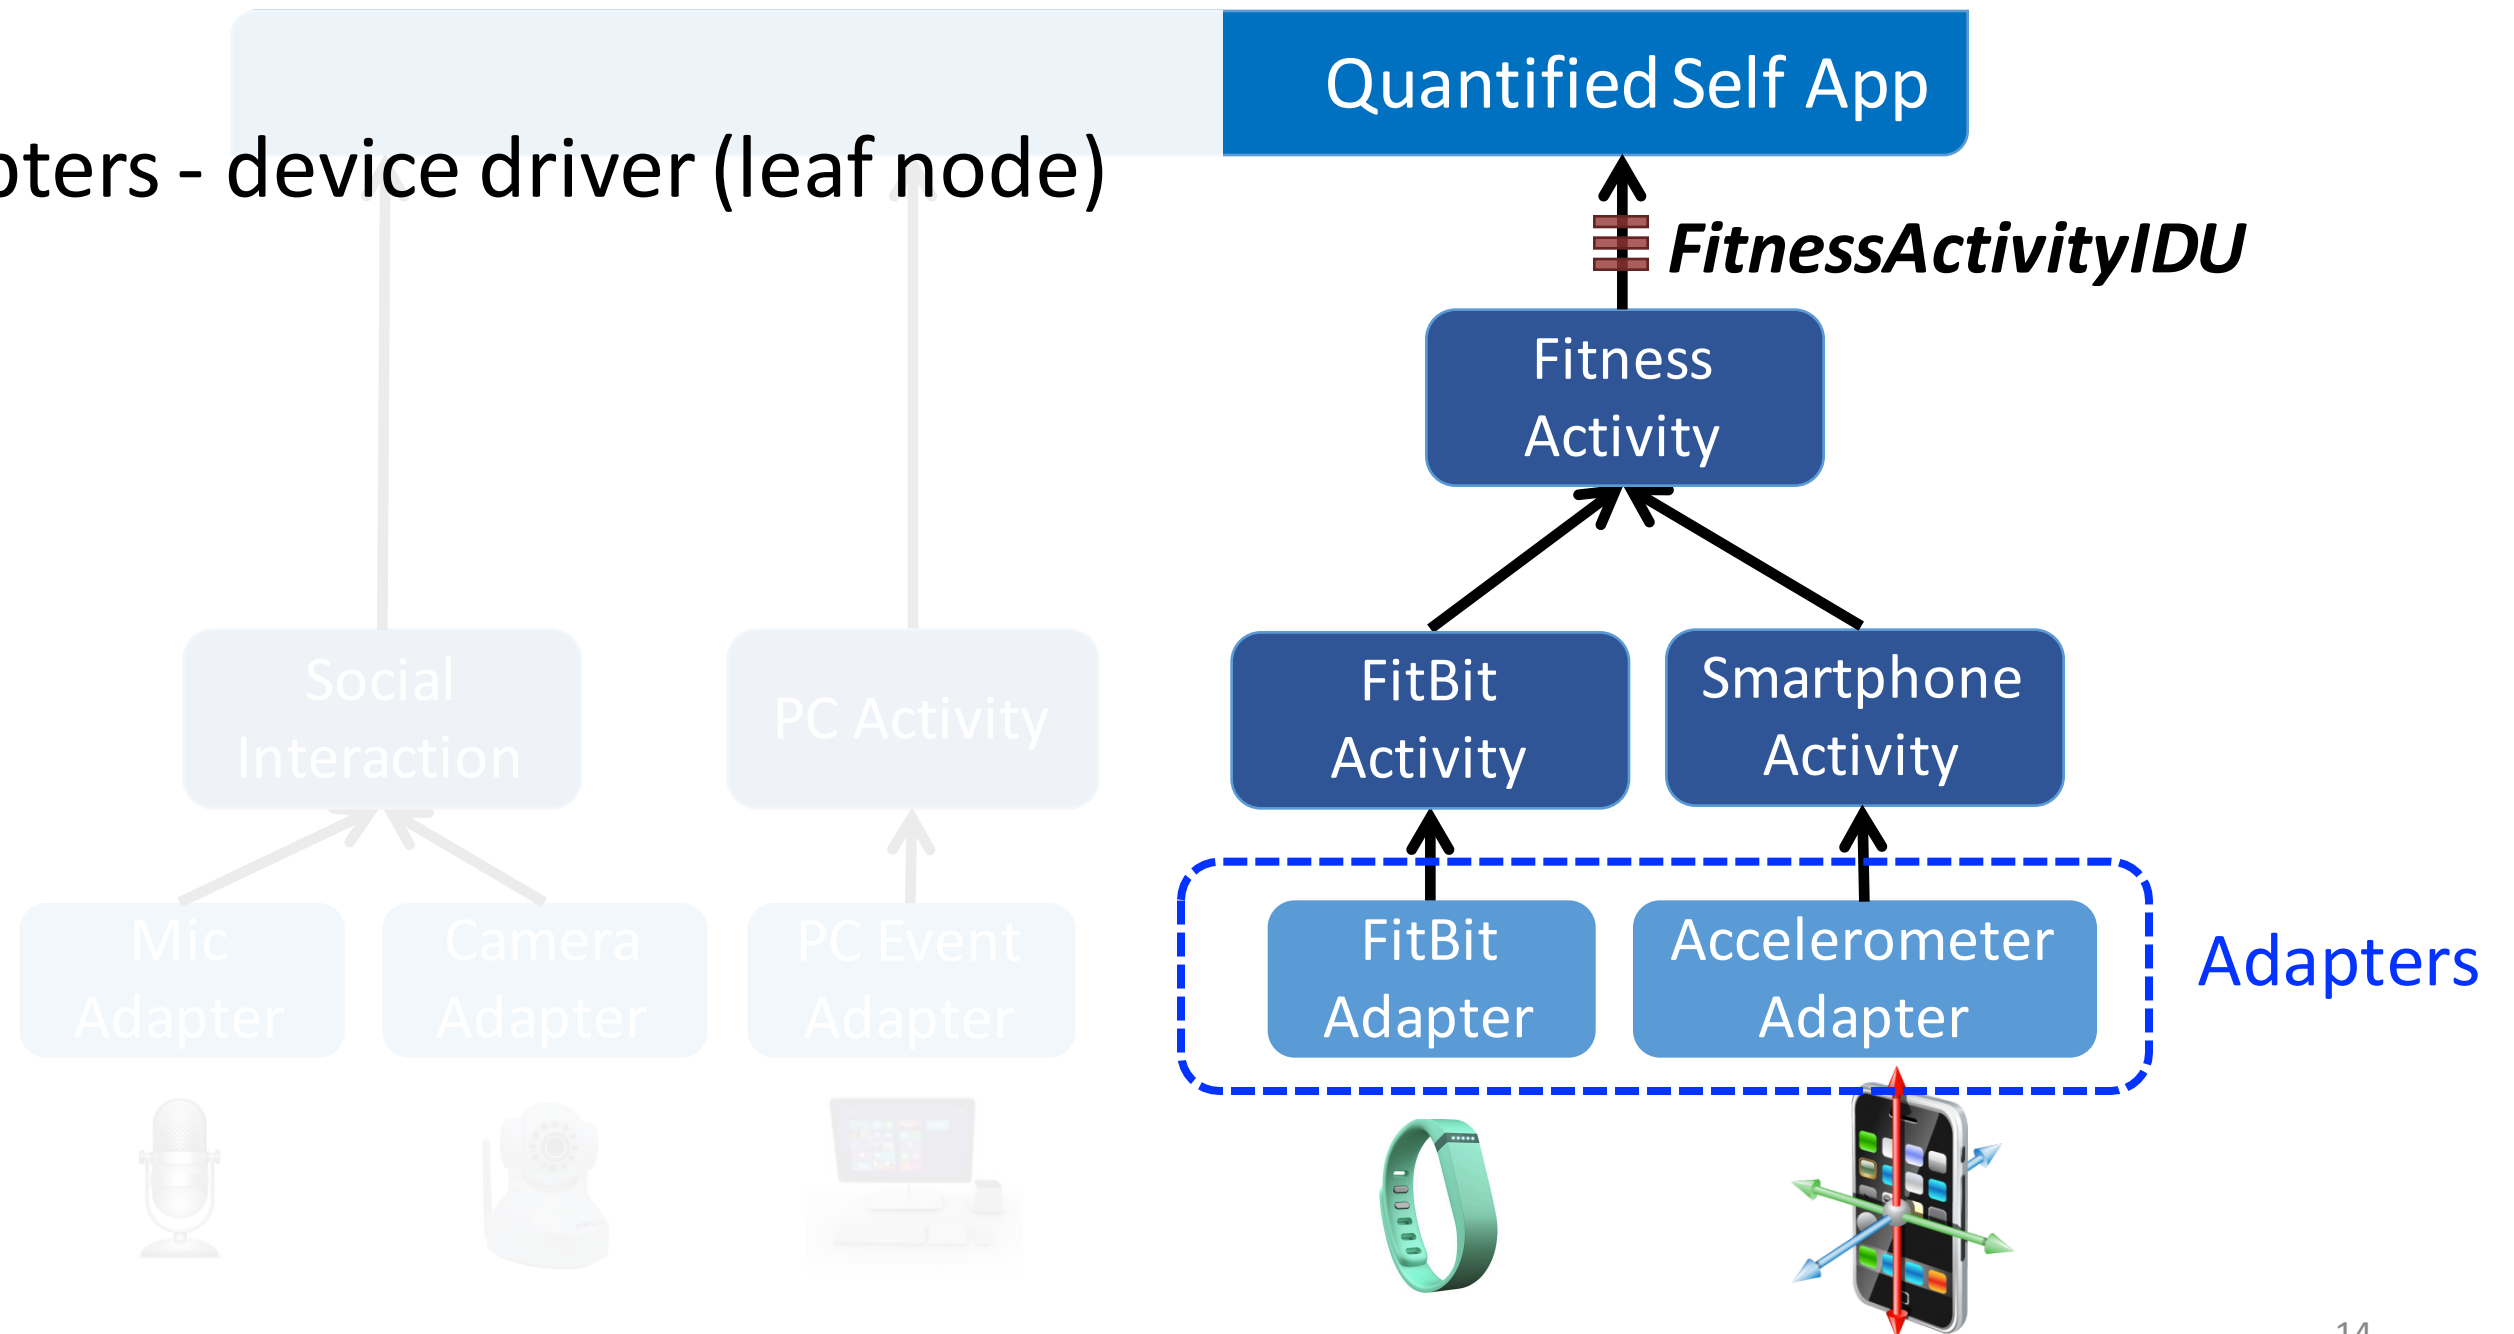 Quantified Self App
pters - device driver (leaf node)
FitnessActivityIDU
Fitness
Activity
Social
Interaction
PC Activity
FitBit
Activity
Smartphone
Activity
Mic
Adapter
Camera
Adapter
PC Event
Adapter
FitBit
Adapter
Accelerometer
Adapter
Adapters
14